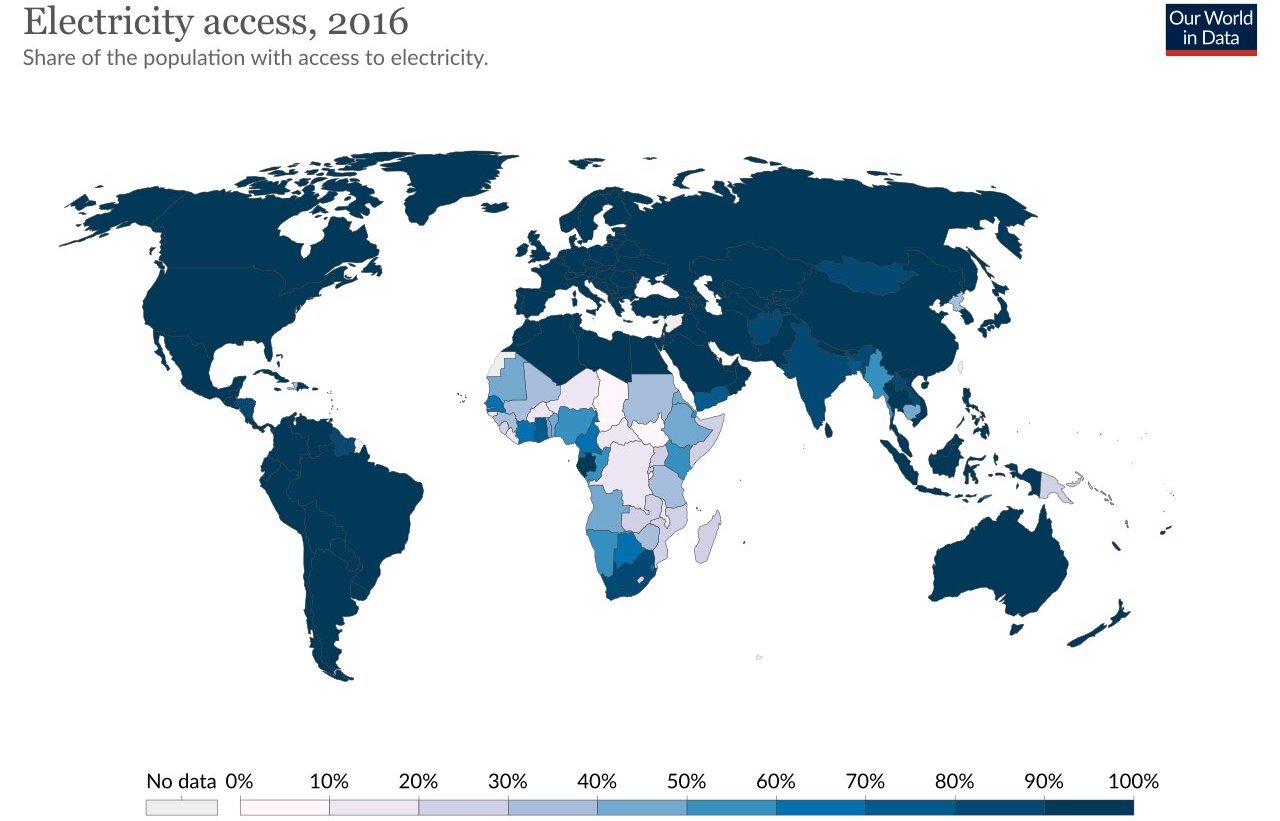 Electricity access, 2016
Share of the population with access to electricity.
Our World
in Data
No data 0% 10% 20% 30% 40% 50% 60% 70% 80% 90% 100%